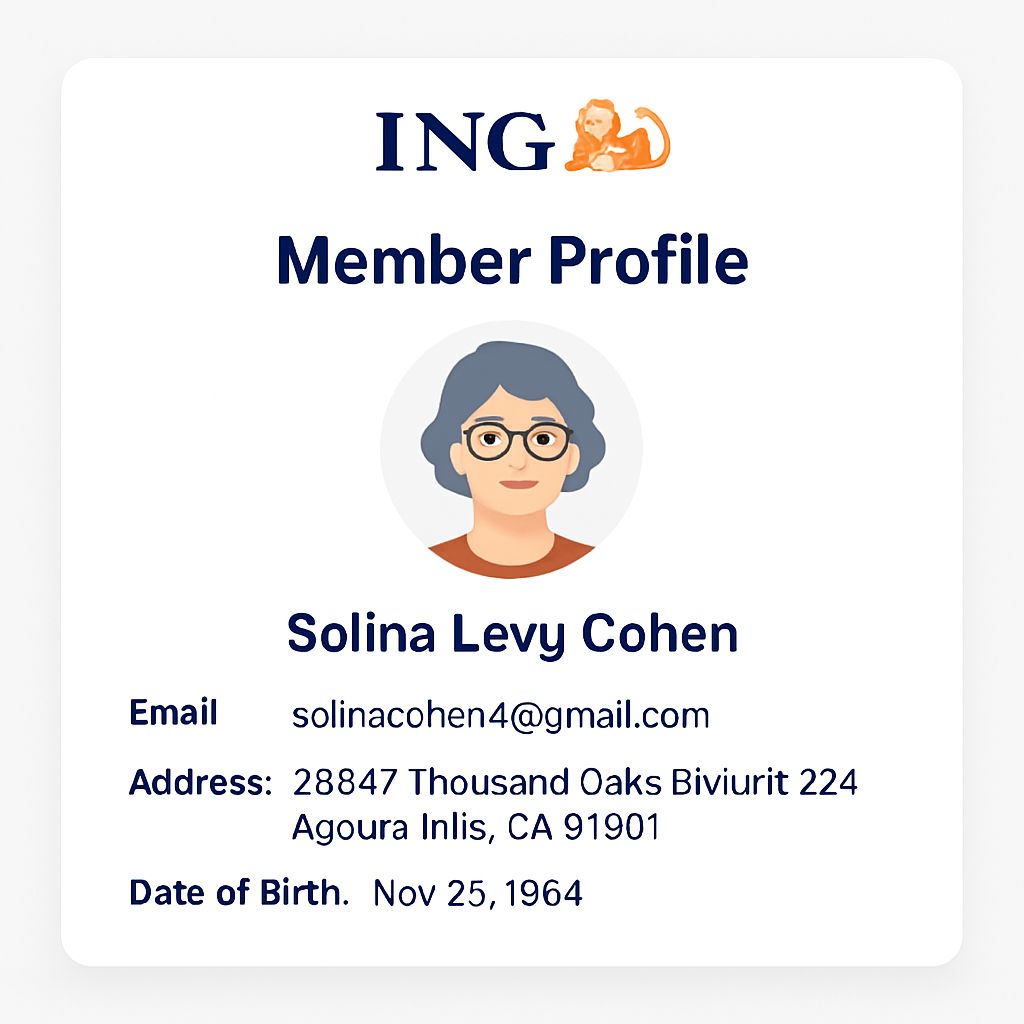 ING
Member Profile
Solina Levy Cohen
Email solinacohen4@gmail.com
Address: 28847 Thousand Oaks Biviurit 224
Agoura Inlis, CA 91901
Date of Birth. Nov 25, 1964